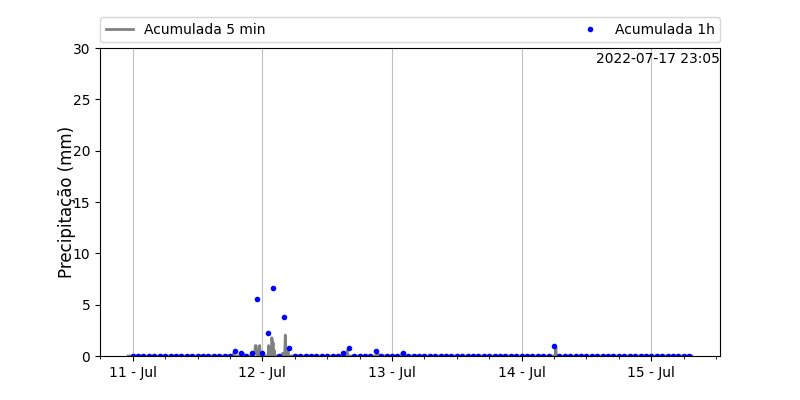 Acumulada 5 min
Acumulada 1h
2022-07-17 23:05
Precipitação (mm)
30
25
20
15
10
5
0
11 - Jul
12 - Jul
13 - Jul
14 - Jul
15 - Jul